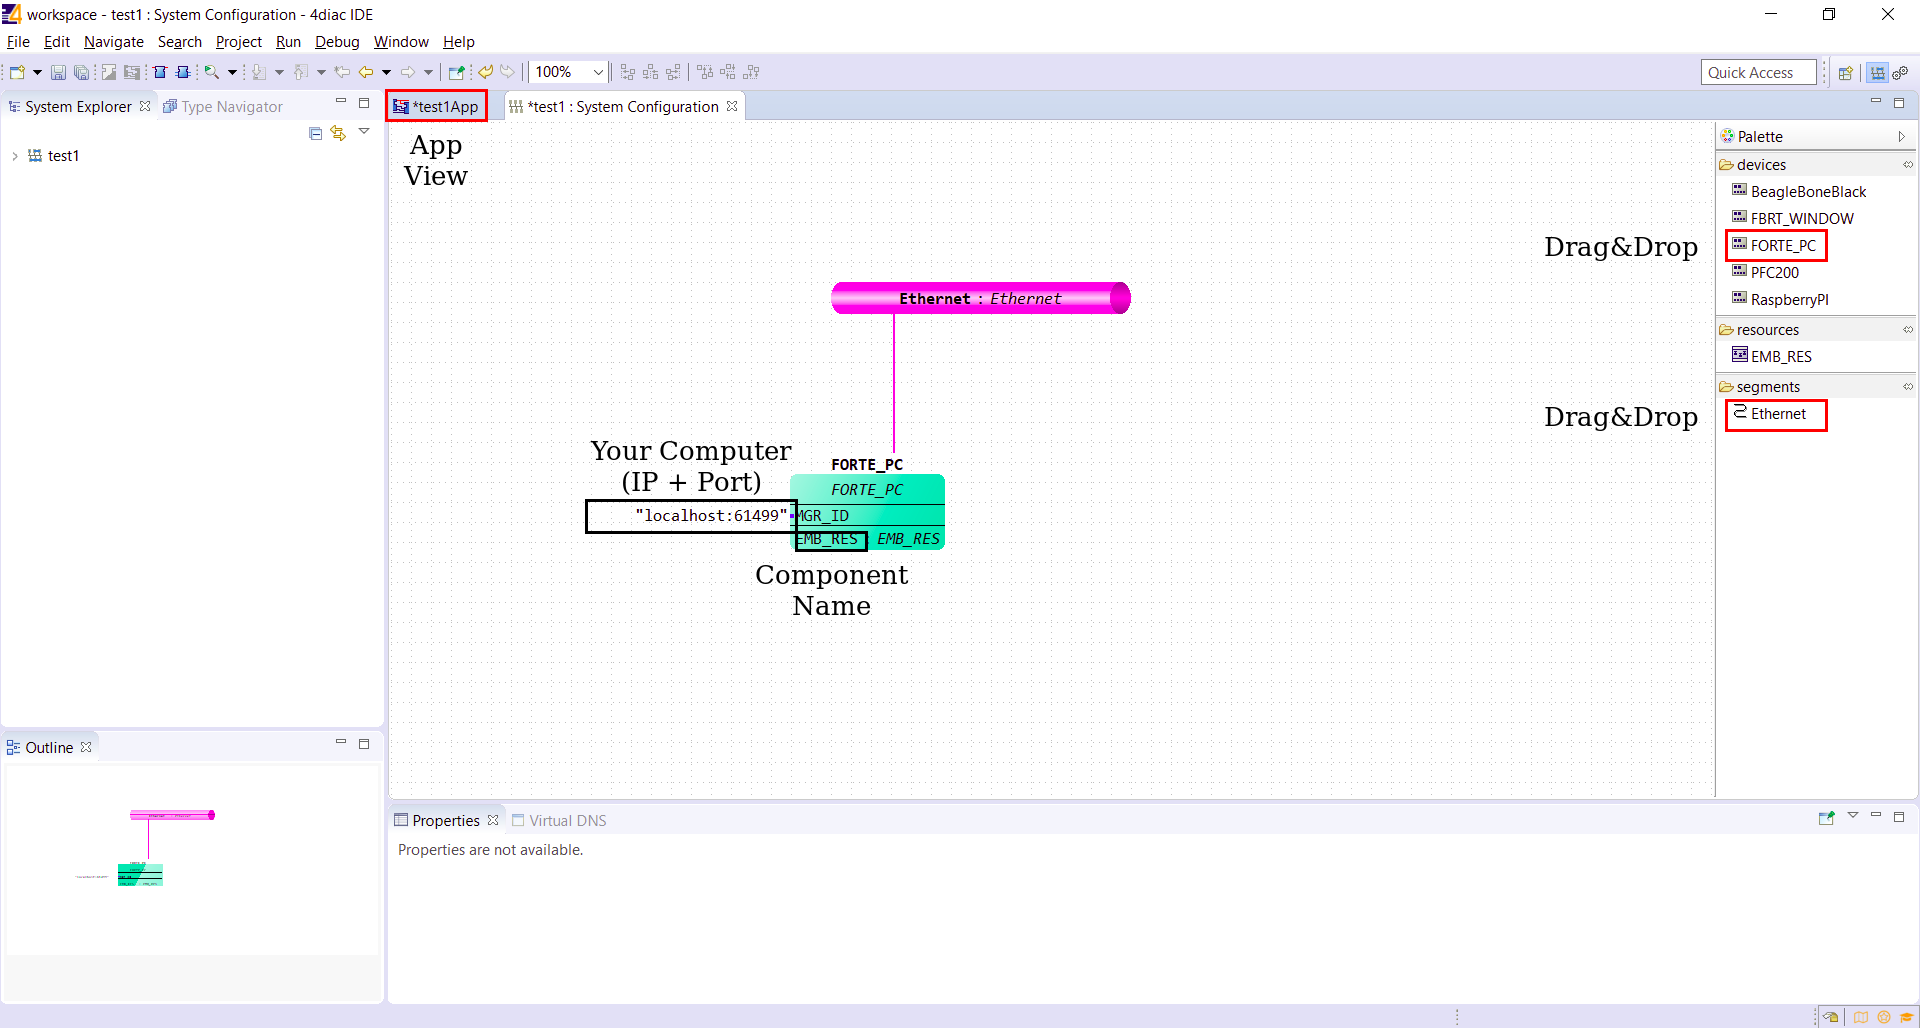 workspace - test1 : System Configuration - 4diac IDE
File Edit Navigate Search Project Run Debug Window Help
100%
Quick Access
System Explorer
Type Navigator
*test1App
*test1 : System Configuration
test1
App
View
Ethernet : Ethernet
Your Computer
(IP + Port)
FORTE_PC
FORTE_PC
"localhost:61499"
MGR_ID
EMB_RES EMB_RES
Component
Name
Drag&Drop
Drag&Drop
Palette
devices
BeagleBoneBlack
FBRT_WINDOW
FORTE_PC
PFC200
RaspberryPI
resources
EMB_RES
segments
Ethernet
Outline
Properties
Virtual DNS
Properties are not available.